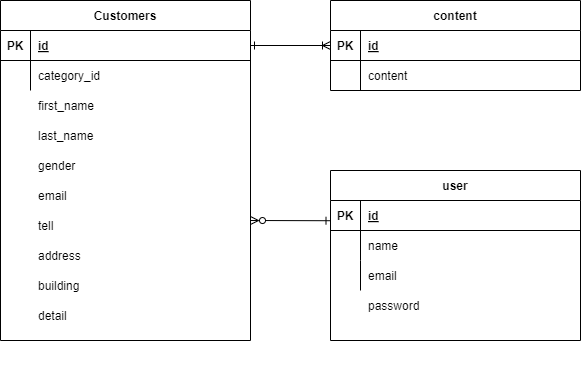 Customers
PK id
category_id
first_name
last_name
gender
email
tell
address
building
detail
content
PK id
content
user
PK id
name
email
password